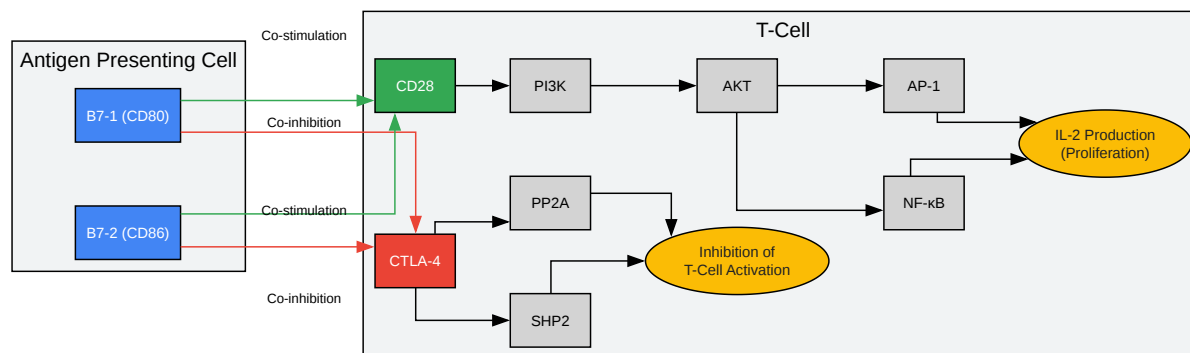 T-Cell
Co-stimulation
Antigen Presenting Cell
CD28
PI3K
AKT
AP-1
B7-1 (CD80)
Co-inhibition
IL-2 Production
(Proliferation)
PP2A
NF-κB
Co-stimulation
B7-2 (CD86)
CTLA-4
Inhibition of
T-Cell Activation
Co-inhibition
SHP2